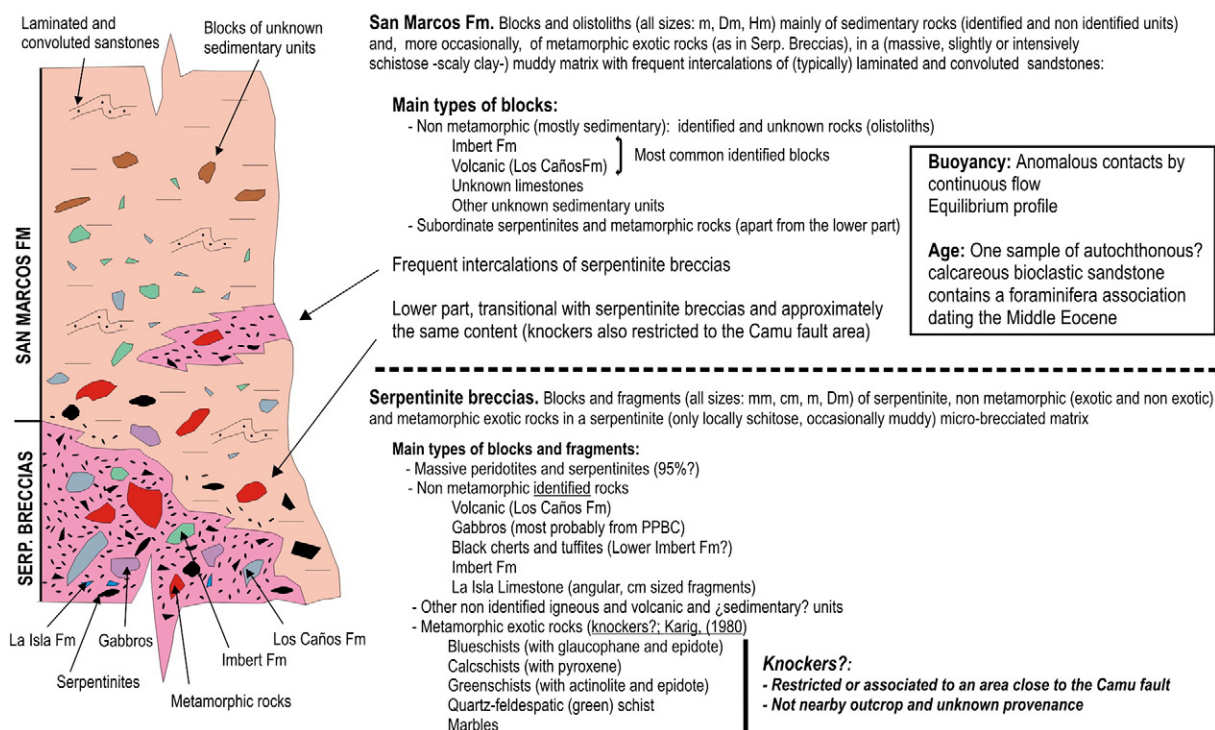 Laminated and
convoluted sanstones
Blocks of unknown
sedimentary units
SAN MARCOS FM
SERP. BRECCIAS
La Isla Fm
Gabbros
Serpentinites
Imbert Fm
Los Caños Fm
Metamorphic rocks
San Marcos Fm. Blocks and olistoliths (all sizes: m, Dm, Hm) mainly of sedimentary rocks (identified and non identified units)
and, more occasionally, of metamorphic exotic rocks (as in Serp. Breccias), in a (massive, slightly or intensively
schistose -scaly clay-) muddy matrix with frequent intercalations of (typically) laminated and convoluted sandstones:
Main types of blocks:
- Non metamorphic (mostly sedimentary): identified and unknown rocks (olistoliths)
Imbert Fm
Volcanic (Los CañosFm)
Most common identified blocks
Unknown limestones
Other unknown sedimentary units
- Subordinate serpentinites and metamorphic rocks (apart from the lower part)
Frequent intercalations of serpentinite breccias
Lower part, transitional with serpentinite breccias and approximately
the same content (knockers also restricted to the Camu fault area)
Buoyancy: Anomalous contacts by
continuous flow
Equilibrium profile
Age: One sample of autochthonous?
calcareous bioclastic sandstone
contains a foraminifera association
dating the Middle Eocene
Serpentinite breccias. Blocks and fragments (all sizes: mm, cm, m, Dm) of serpentinite, non metamorphic (exotic and non exotic)
and metamorphic exotic rocks in a serpentinite (only locally schitose, occasionally muddy) micro-brecciated matrix
Main types of blocks and fragments:
- Massive peridotites and serpentinites (95%?)
- Non metamorphic identified rocks
Volcanic (Los Caños Fm)
Gabbros (most probably from PPBC)
Black cherts and tuffites (Lower Imbert Fm?)
Imbert Fm
La Isla Limestone (angular, cm sized fragments)
- Other non identified igneous and volcanic and ¿sedimentary? units
- Metamorphic exotic rocks (knockers?; Karig, (1980)
Blueschists (with glaucophane and epidote)
Calcschists (with pyroxene)
Greenschists (with actinolite and epidote)
Quartz-feldespatic (green) schist
Marbles
Knockers?:
- Restricted or associated to an area close to the Camu fault
- Not nearby outcrop and unknown provenance